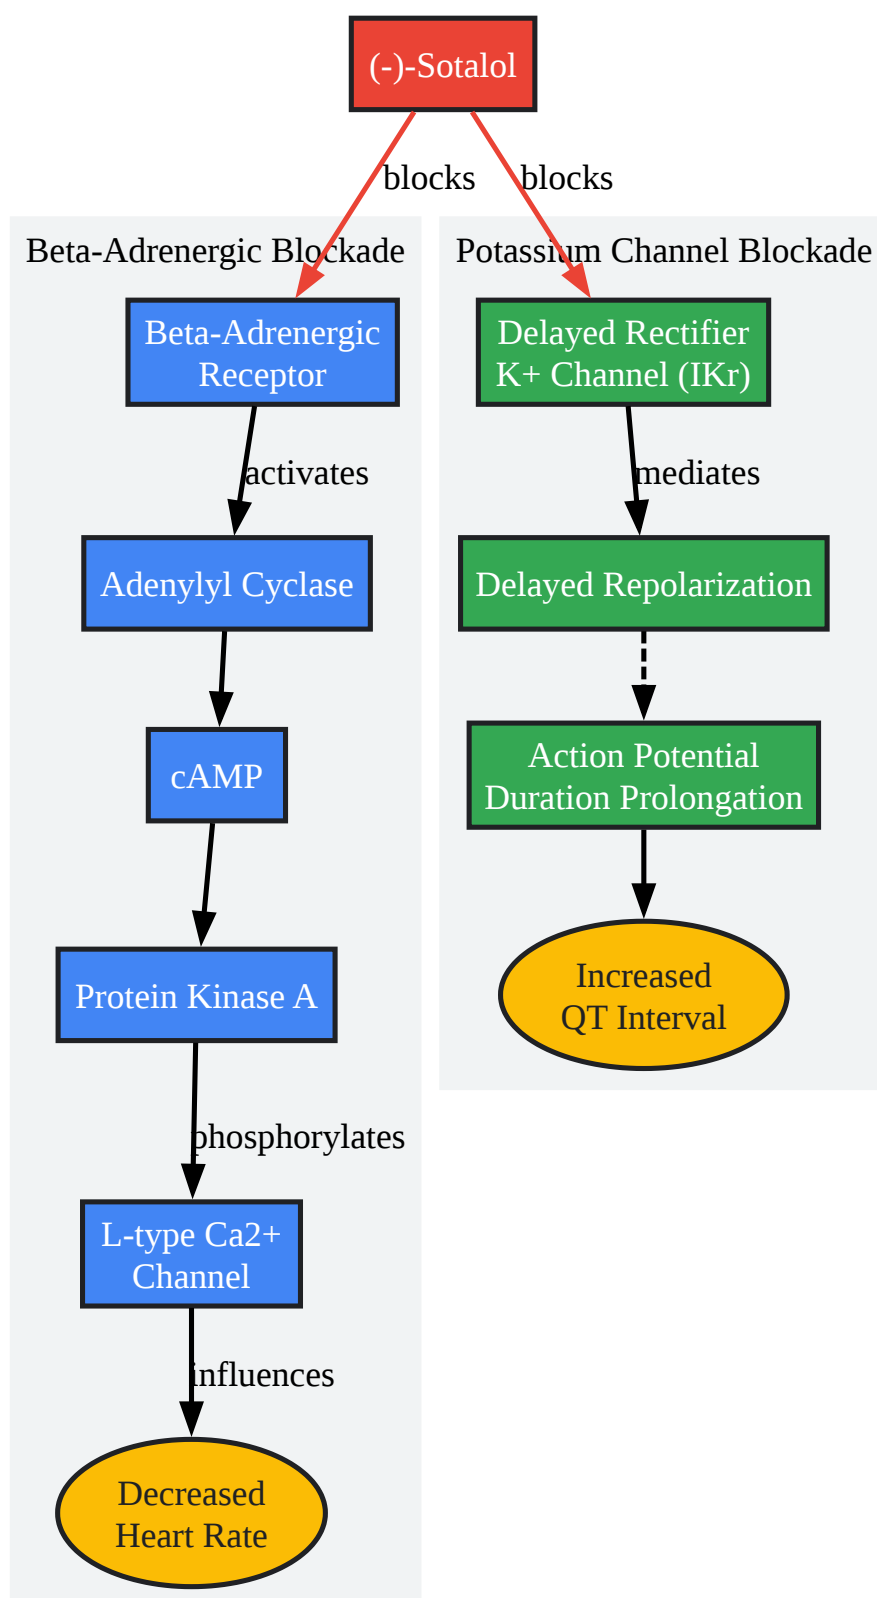 (-)-Sotalol
blocks
blocks
Beta-Adrenergic Blockade
Beta-Adrenergic
Receptor
activates
Adenylyl Cyclase
cAMP
Protein Kinase A
phosphorylates
L-type Ca2+
Channel
influences
Decreased
Heart Rate
Potassium Channel Blockade
Delayed Rectifier
K+ Channel (IKr)
mediates
Delayed Repolarization
Action Potential
Duration Prolongation
Increased
QT Interval